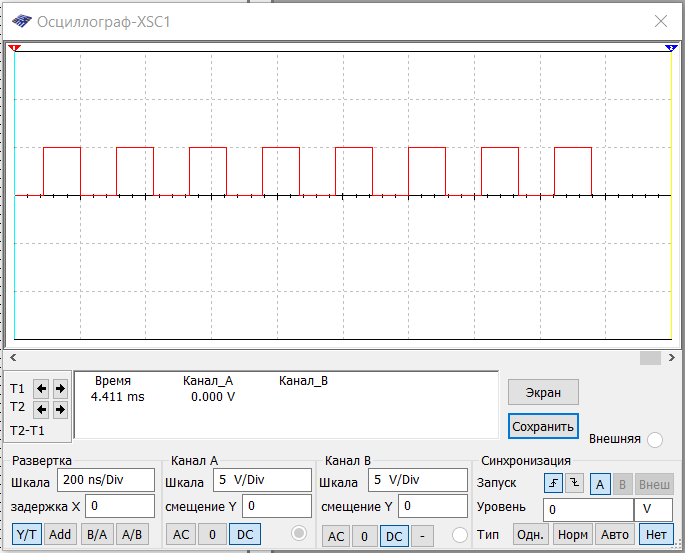 Осциллограф-XSC1
1
2
T1
T2
T2-T1
Время Канал_A Канал_B
4.411 ms 0.000 V
Экран
Сохранить
Внешняя
Развертка
Шкала 200 ns/Div
задержка X 0
Y/T Add B/A A/B
Канал A
Шкала 5 V/Div
смещение Y 0
AC 0 DC
Канал B
Шкала 5 V/Div
смещение Y 0
AC 0 DC -
Синхронизация
Запуск A B Внеш
Уровень 0 V
Тип Одн. Норм Авто Нет